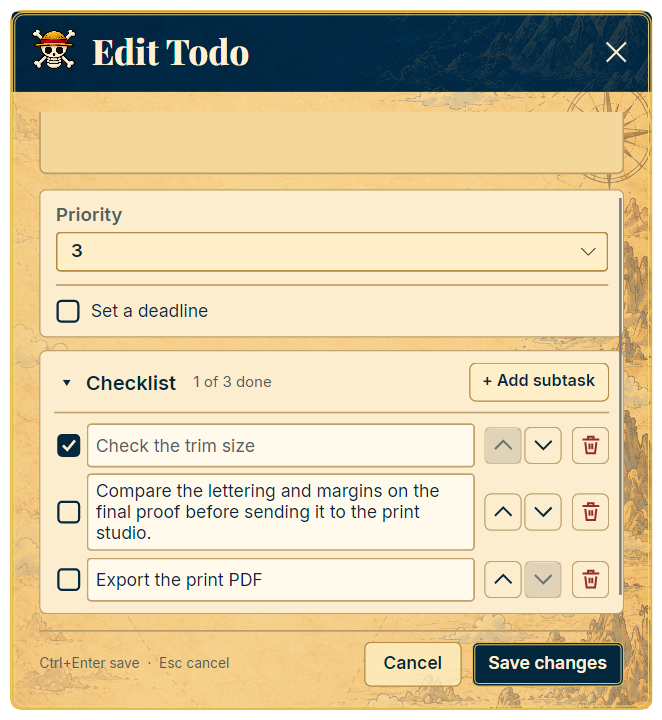 Edit Todo
Priority
3
Set a deadline
Checklist 1 of 3 done + Add subtask
Check the trim size
Compare the lettering and margins on the
final proof before sending it to the print
studio.
Export the print PDF
Ctrl+Enter save · Esc cancel Cancel Save changes